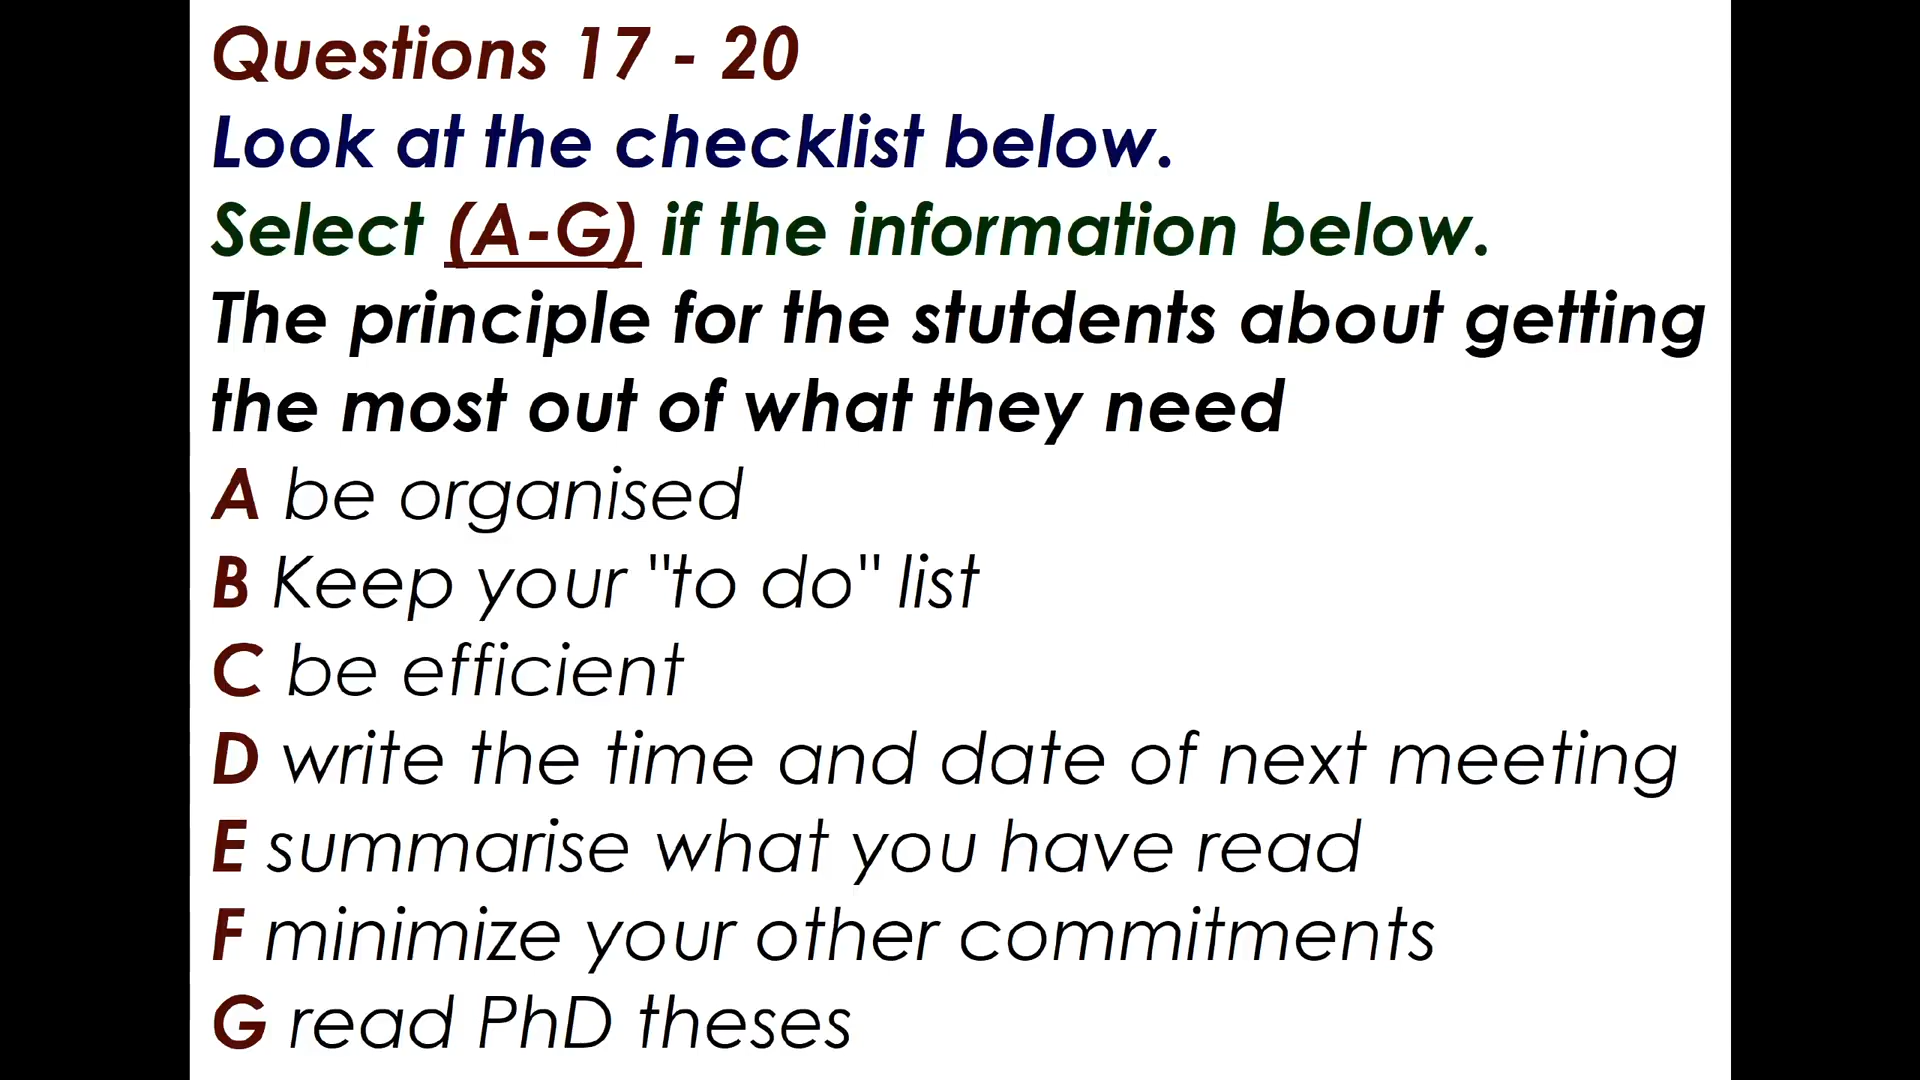 Questions 17 - 20
Look at the checklist below.
Select (A-G) if the information below.
The principle for the stutdents about getting
the most out of what they need
A be organised
B Keep your "to do" list
C be efficient
D write the time and date of next meeting
E summarise what you have read
F minimize your other commitments
G read PhD theses